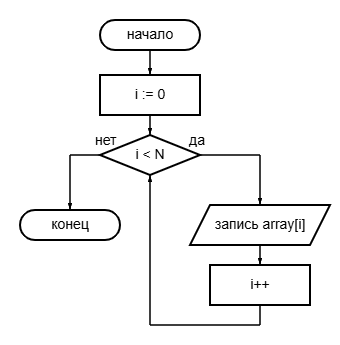 начало
i := 0
нет
да
i < N
конец
запись array[i]
i++